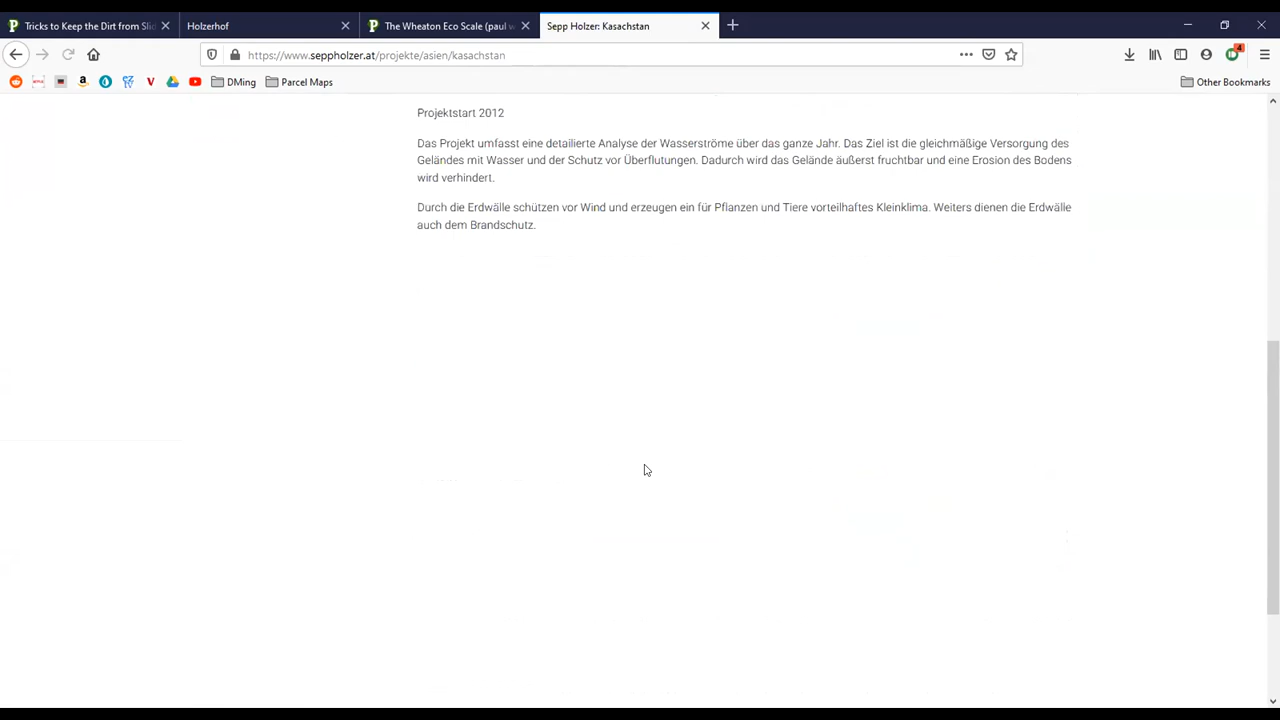 Tricks to Keep the Dirt from Slid
Holzerhof
The Wheaton Eco Scale (paul w
Sepp Holzer: Kasachstan
https://www.seppholzer.at/projekte/asien/kasachstan
4
DMing
Parcel Maps
Other Bookmarks
Projektstart 2012
Das Projekt umfasst eine detailierte Analyse der Wasserströme über das ganze Jahr. Das Ziel ist die gleichmäßige Versorgung des
Geländes mit Wasser und der Schutz vor Überflutungen. Dadurch wird das Gelände äußerst fruchtbar und eine Erosion des Bodens
wird verhindert.
Durch die Erdwälle schützen vor Wind und erzeugen ein für Pflanzen und Tiere vorteilhaftes Kleinklima. Weiters dienen die Erdwälle
auch dem Brandschutz.